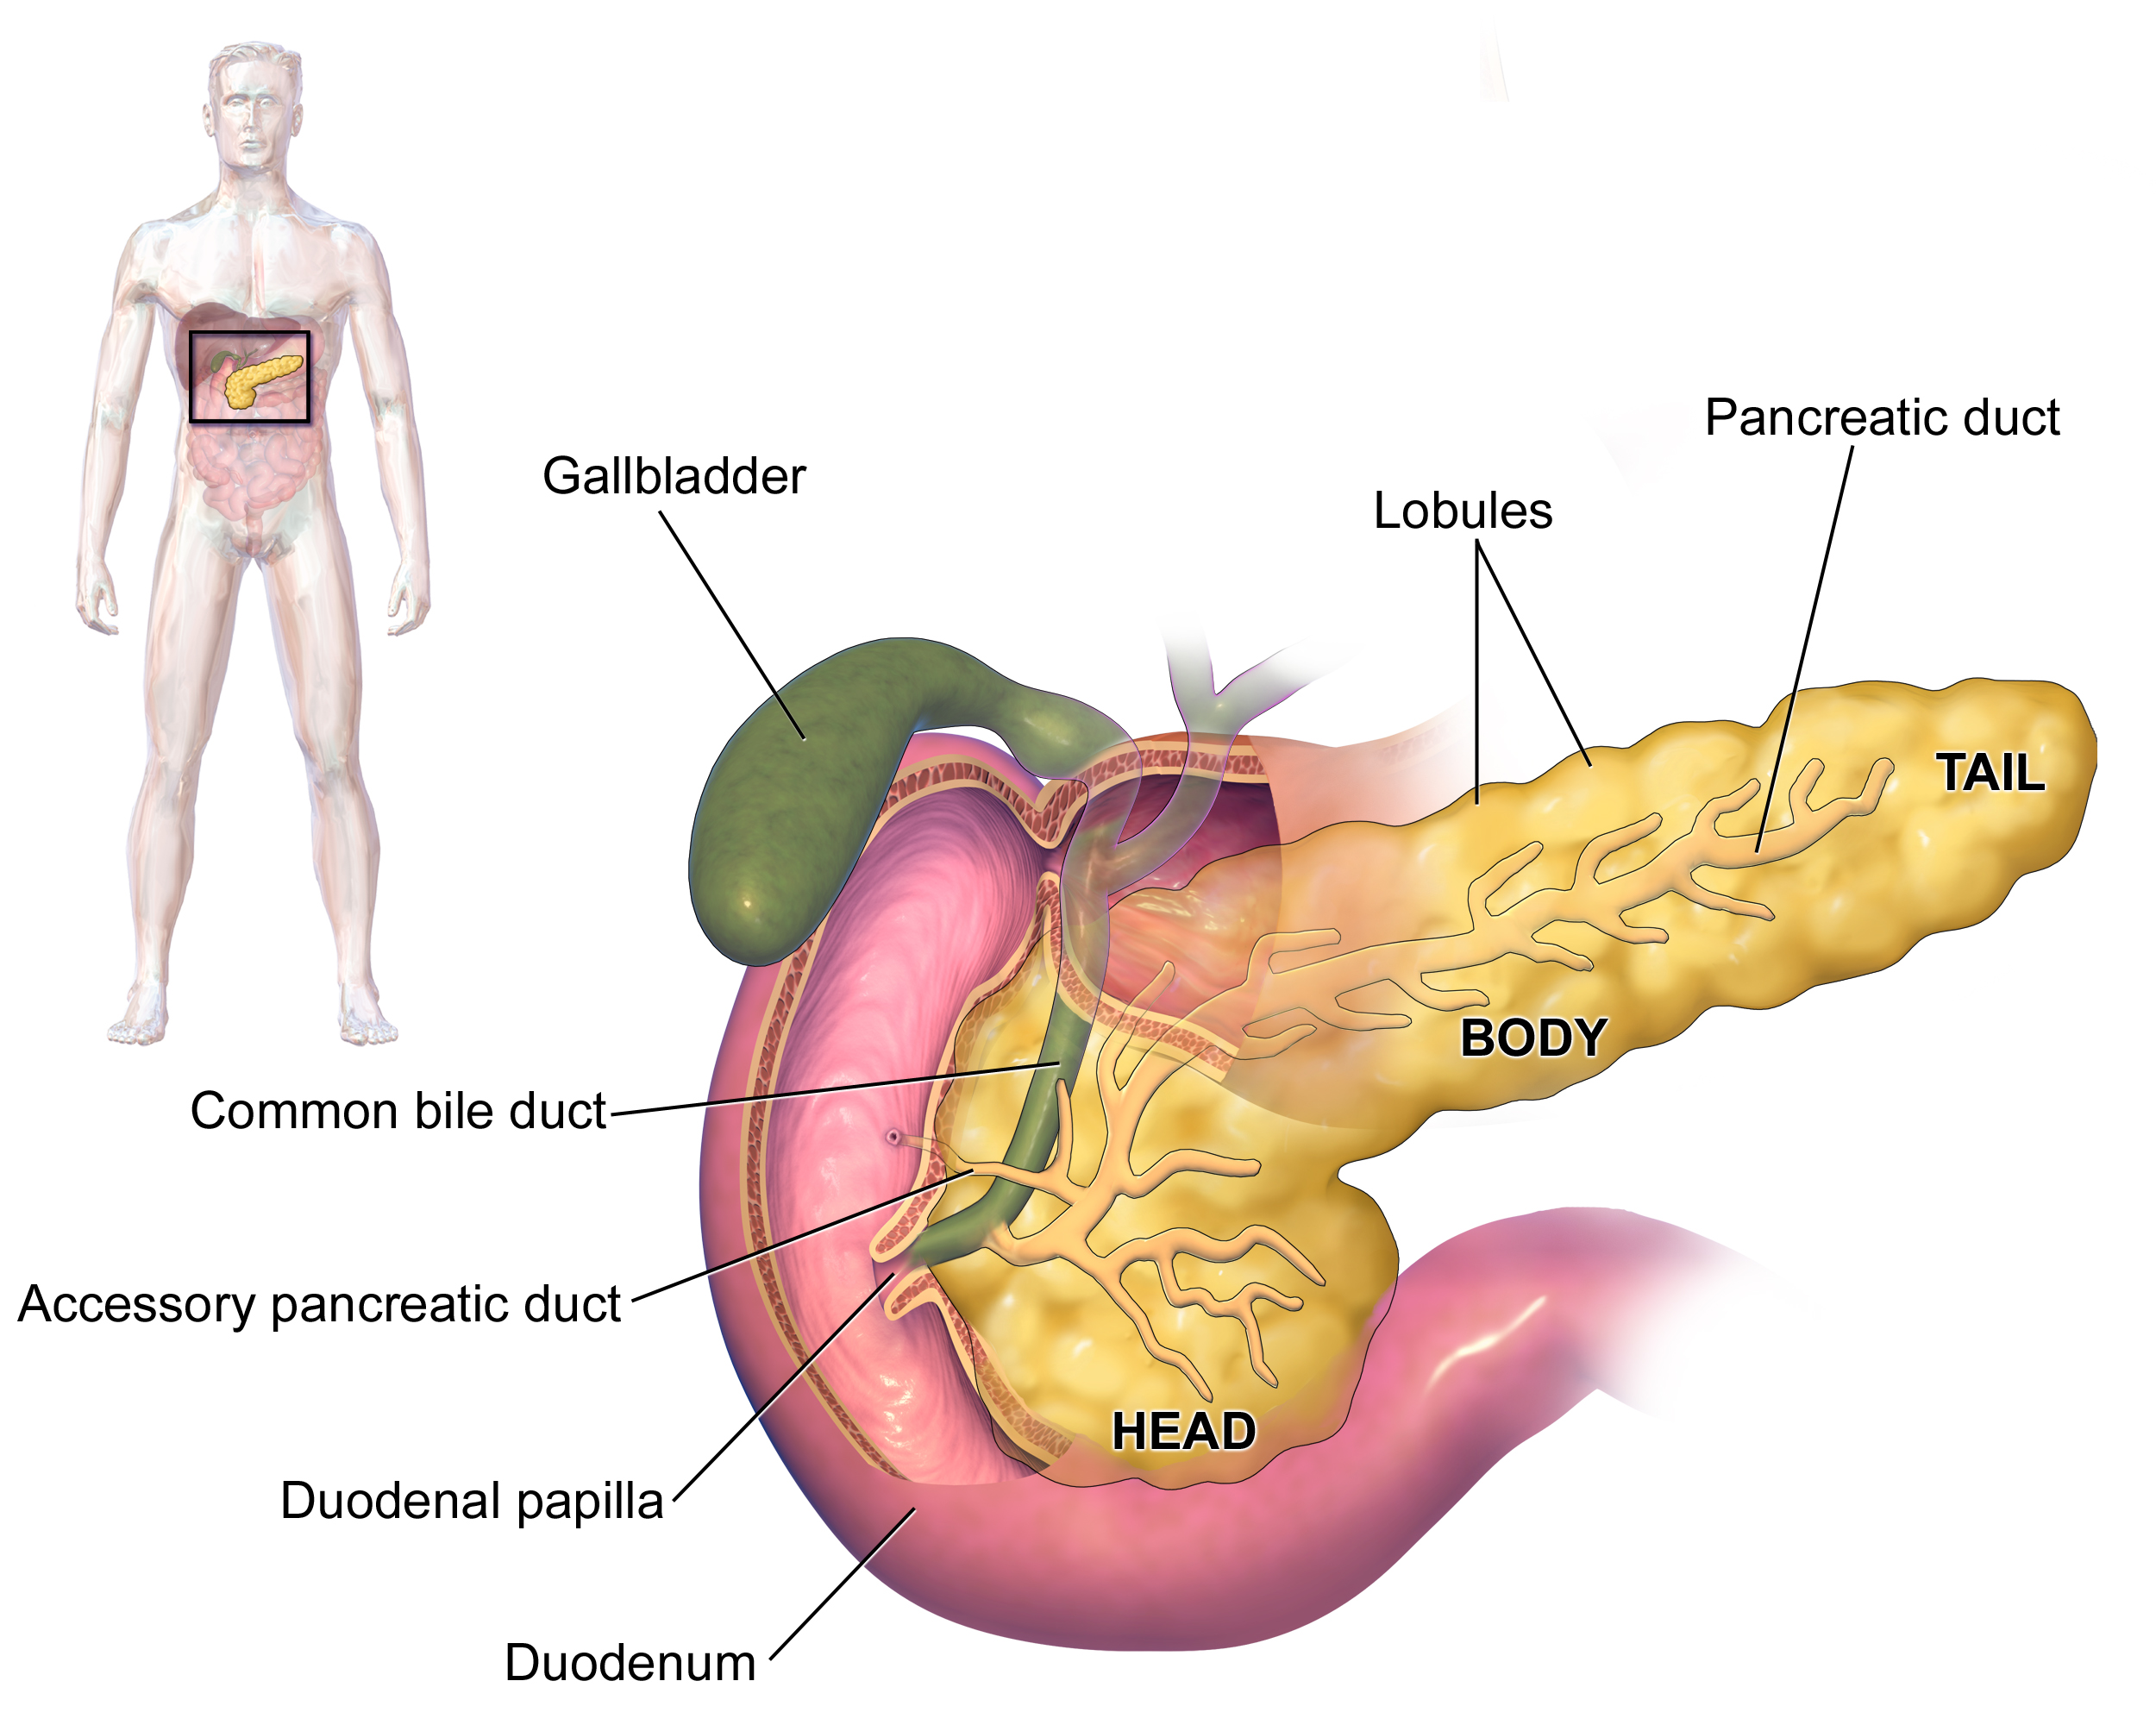 Pancreatic duct
Gallbladder
Lobules
TAIL
BODY
Common bile duct
Accessory pancreatic duct
HEAD
Duodenal papilla
Duodenum